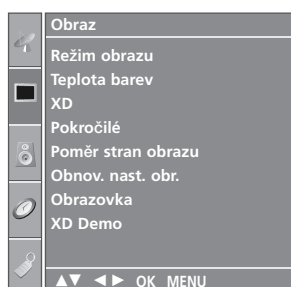 Obraz
Režim obrazu
Teplota barev
XD
Pokročilé
Poměr stran obrazu
Obnov. nast. obr.
Obrazovka
XD Demo
▲▼ ◄► OK MENU